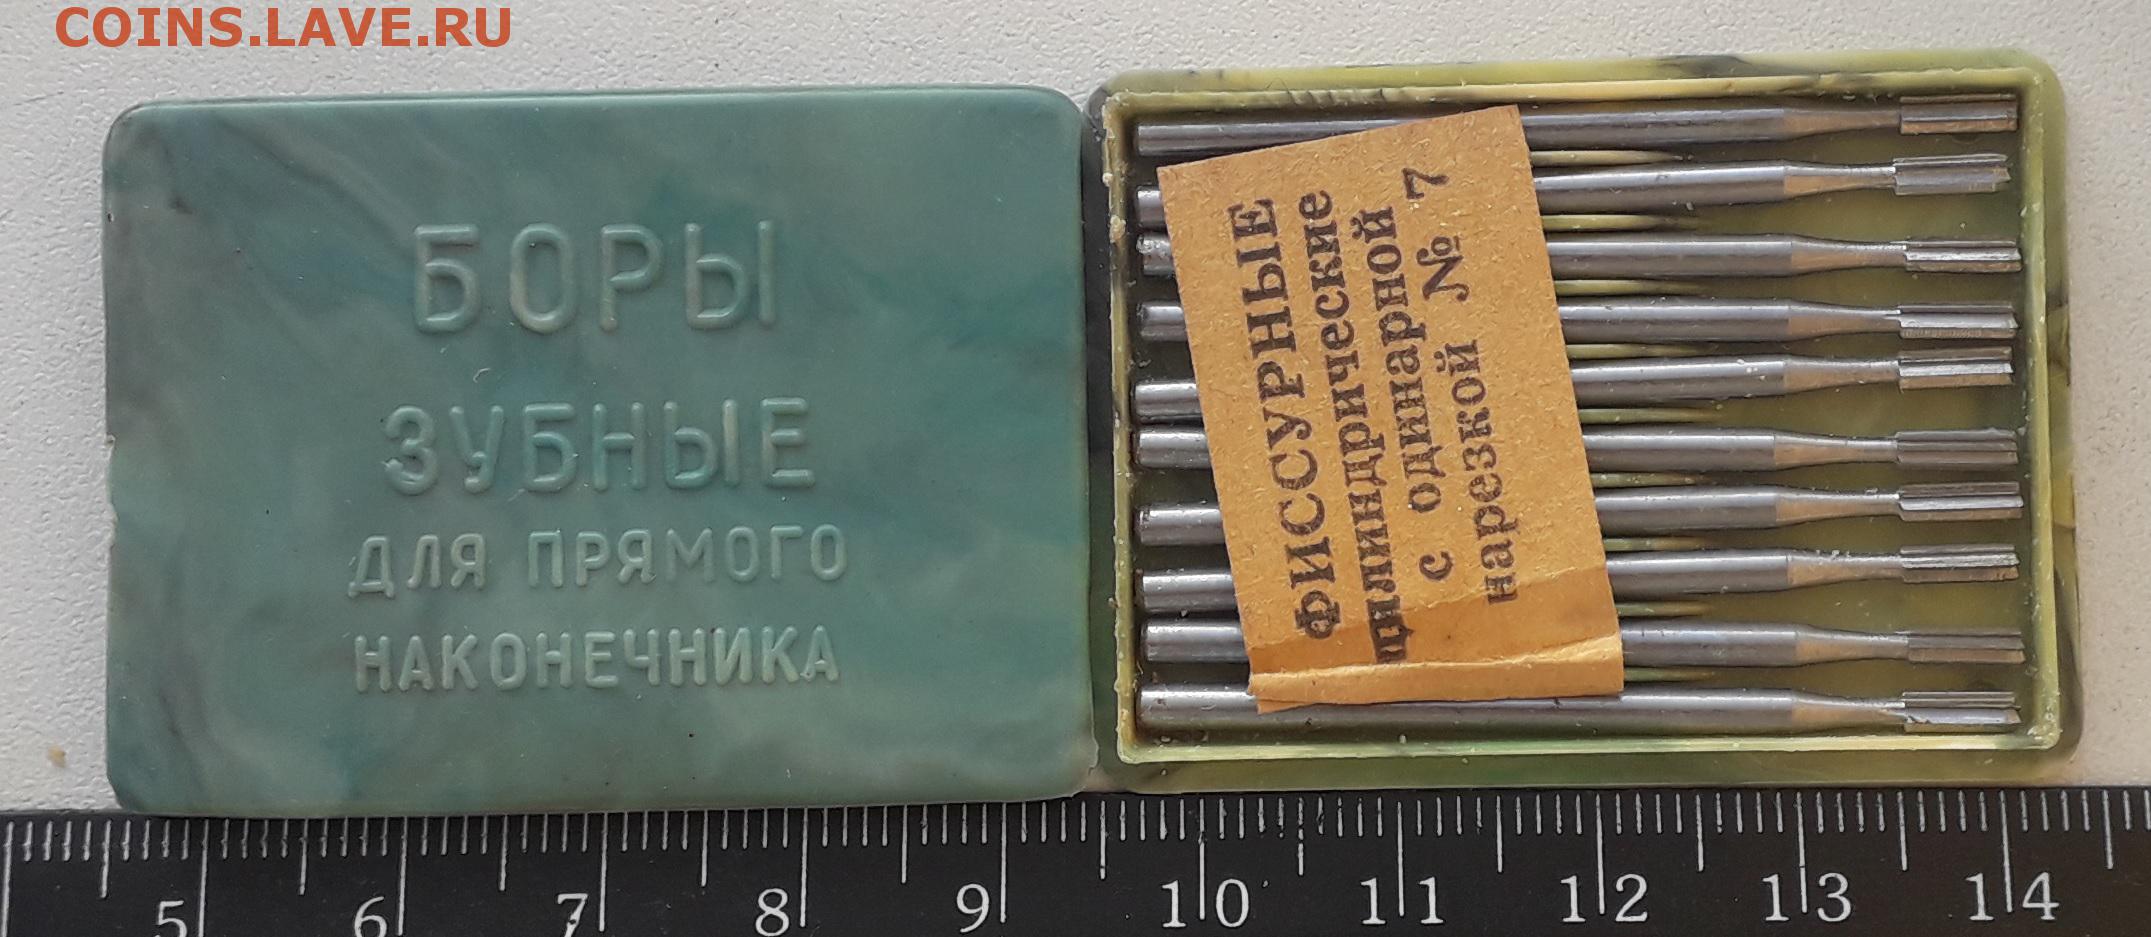 COINS.LAVE.RU
БОРЫ
ЗУБНЫЕ
ДЛЯ ПРЯМОГО
НАКОНЕЧНИКА
ФИССУРНЫЕ
цилиндрические
с одинарной
нарезкой № 7
5 6 7 8 9 10 11 12 13 14